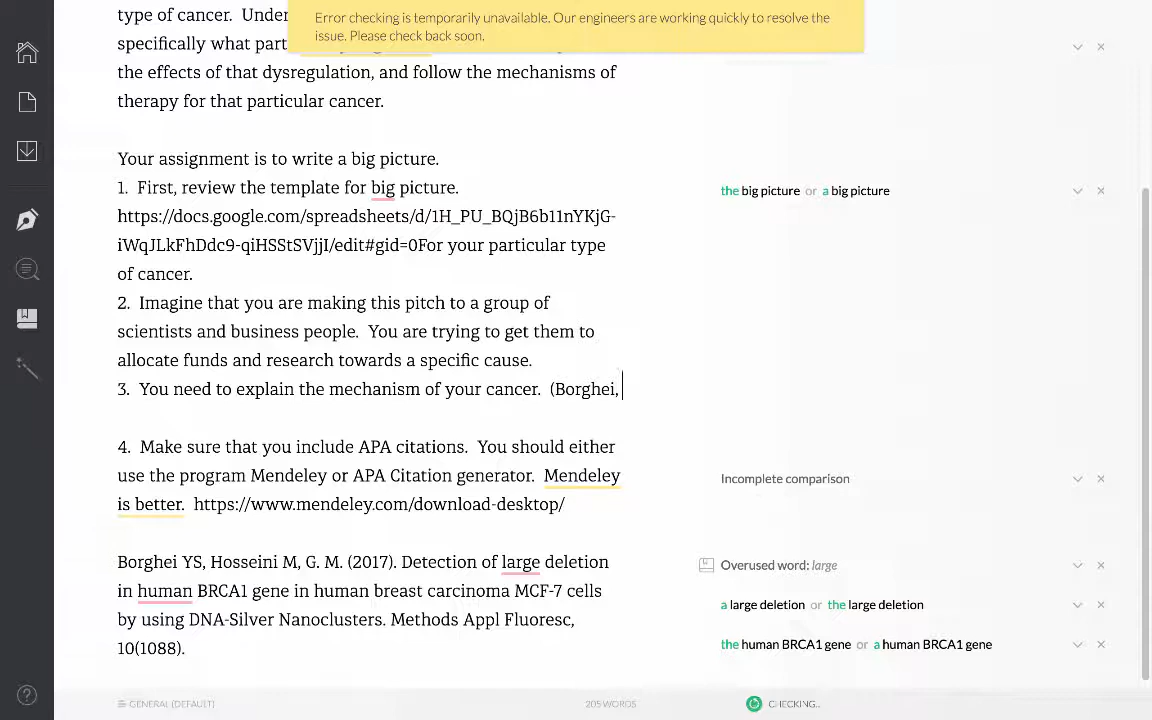 Error checking is temporarily unavailable. Our engineers are working quickly to resolve the
issue. Please check back soon.
type of cancer. Under
specifically what part
the effects of that dysregulation, and follow the mechanisms of
therapy for that particular cancer.
Your assignment is to write a big picture.
1. First, review the template for big picture.
the big picture or a big picture
https://docs.google.com/spreadsheets/d/1H_PU_BQjB6b11nYKjG-
iWqJLkFhDdc9-qiHSStSVjjI/edit#gid=0For your particular type
of cancer.
2. Imagine that you are making this pitch to a group of
scientists and business people. You are trying to get them to
allocate funds and research towards a specific cause.
3. You need to explain the mechanism of your cancer. (Borghei,
4. Make sure that you include APA citations. You should either
use the program Mendeley or APA Citation generator. Mendeley
Incomplete comparison
is better. https://www.mendeley.com/download-desktop/
Borghei YS, Hosseini M, G. M. (2017). Detection of large deletion
Overused word: large
in human BRCA1 gene in human breast carcinoma MCF-7 cells
a large deletion or the large deletion
by using DNA-Silver Nanoclusters. Methods Appl Fluoresc,
10(1088).
the human BRCA1 gene or a human BRCA1 gene
GENERAL (DEFAULT)
205 WORDS
CHECKING..